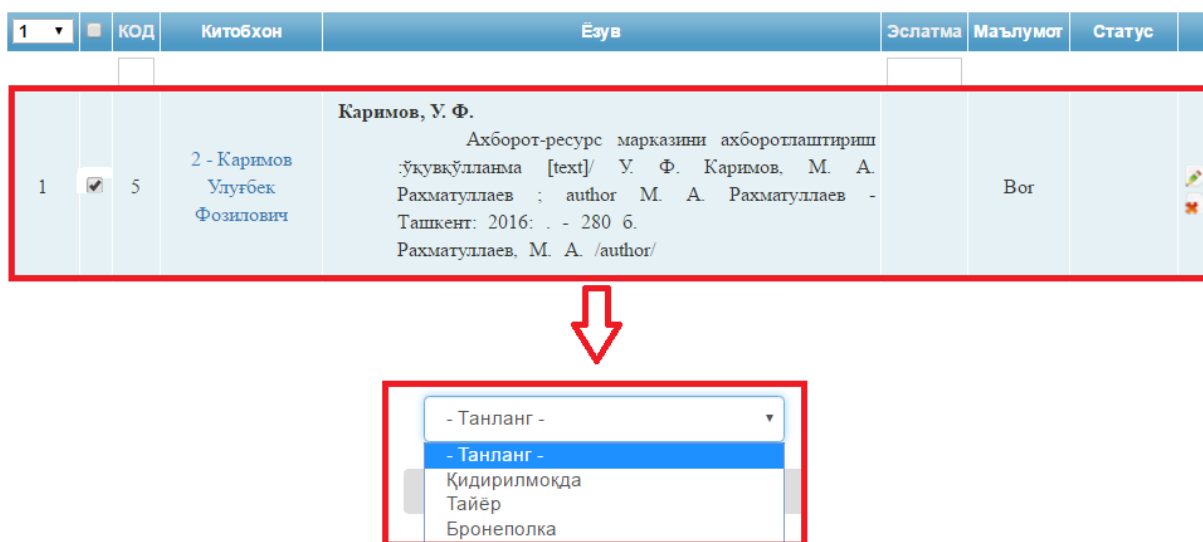 1 КОД Китобхон Ёзув Эслатма Маълумот Статус
Каримов, У. Ф.
Ахборот-ресурс марказини ахборотлаштириш
:ўқувқўлланма [text]/ У. Ф. Каримов, М. А.
Рахматуллаев ; author М. А. Рахматуллаев -
Ташкент: 2016: . - 280 б.
Рахматуллаев, М. А. /author/
1 5 2 - Каримов
Улуғбек
Фозилович
Bor
- Танланг -
- Танланг -
Қидирилмоқда
Тайёр
Бронеполка